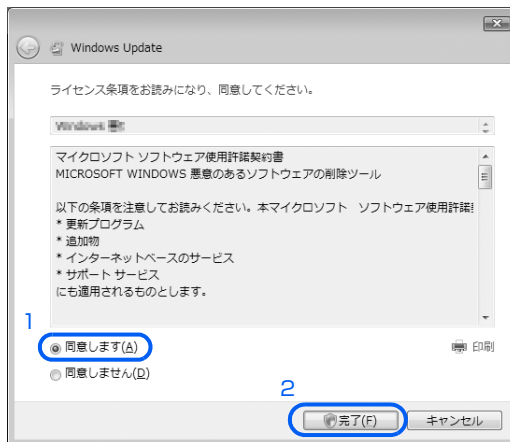 Windows Update
ライセンス条項をお読みになり、同意してください。
Windows
マイクロソフト ソフトウェア使用許諾契約書
MICROSOFT WINDOWS 悪意のあるソフトウェアの削除ツール
以下の条項を注意してお読みください。本マイクロソフト ソフトウェア使用許諾
* 更新プログラム
* 追加物
* インターネットベースのサービス
* サポート サービス
にも適用されるものとします。
1
同意します(A)
印刷
同意しません(D)
2
完了(F)
キャンセル